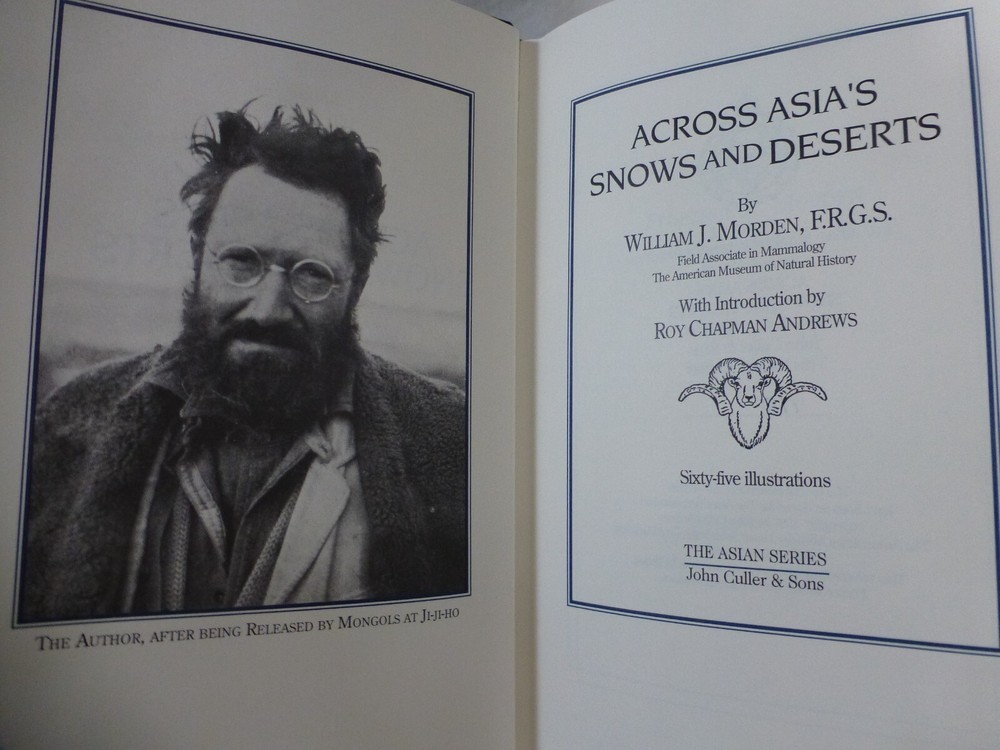 THE AUTHOR, AFTER BEING RELEASED BY MONGOLS AT JI-JI-HO
ACROSS ASIA'S
SNOWS AND DESERTS
By
WILLIAM J. MORDEN, F.R.G.S.
Field Associate in Mammalogy
The American Museum of Natural History
With Introduction by
ROY CHAPMAN ANDREWS
Sixty-five illustrations
THE ASIAN SERIES
John Culler & Sons